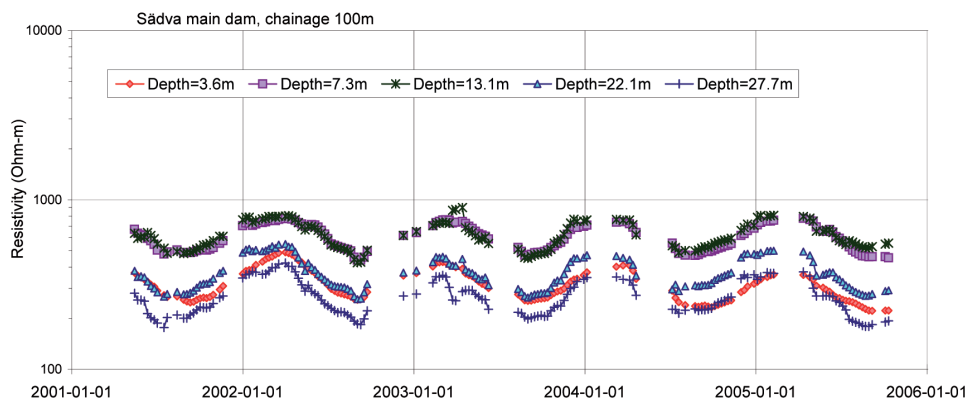 Sädva main dam, chainage 100m
10000
Depth=3.6m Depth=7.3m Depth=13.1m Depth=22.1m Depth=27.7m
Resistivity (Ohm-m)
1000
100
2001-01-01 2002-01-01 2003-01-01 2004-01-01 2005-01-01 2006-01-01